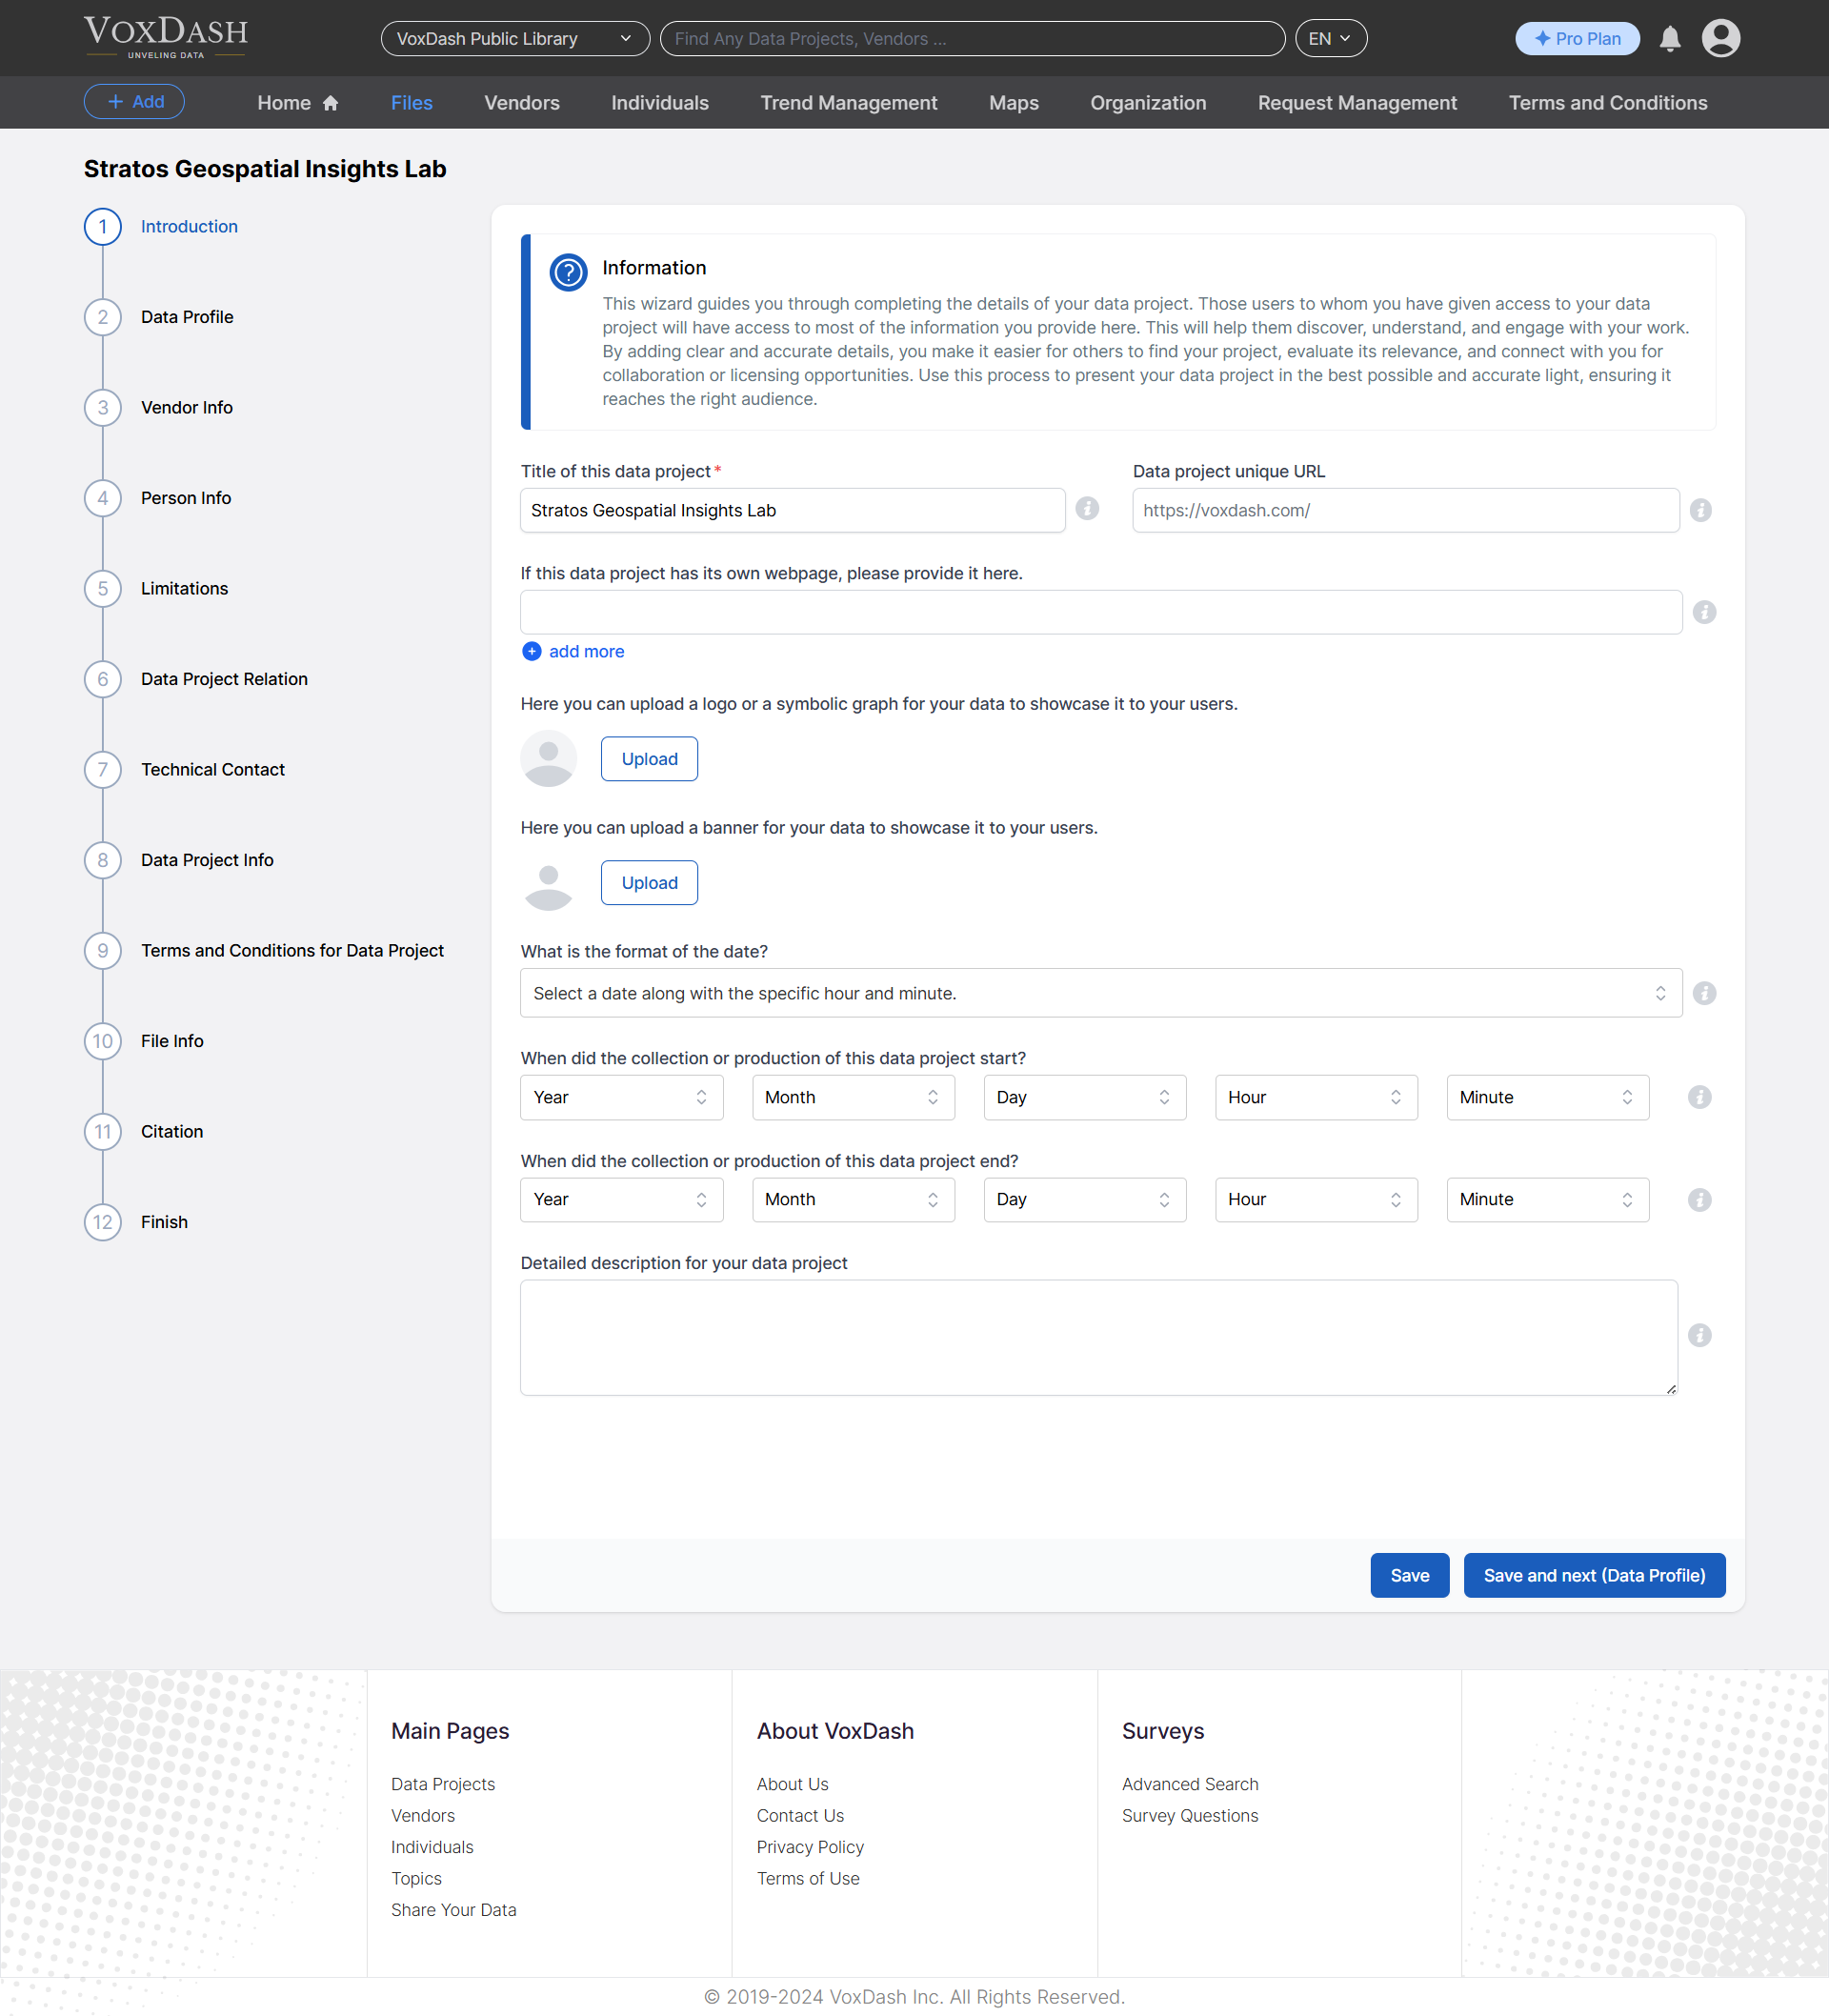 VOXDASH
UNVELING DATA
VoxDash Public Library
Find Any Data Projects, Vendors ...
EN
Pro Plan
+ Add
Home
Files
Vendors
Individuals
Trend Management
Maps
Organization
Request Management
Terms and Conditions
Stratos Geospatial Insights Lab
1 Introduction
2 Data Profile
3 Vendor Info
4 Person Info
5 Limitations
6 Data Project Relation
7 Technical Contact
8 Data Project Info
9 Terms and Conditions for Data Project
10 File Info
11 Citation
12 Finish
Information
This wizard guides you through completing the details of your data project. Those users to whom you have given access to your data
project will have access to most of the information you provide here. This will help them discover, understand, and engage with your work.
By adding clear and accurate details, you make it easier for others to find your project, evaluate its relevance, and connect with you for
collaboration or licensing opportunities. Use this process to present your data project in the best possible and accurate light, ensuring it
reaches the right audience.
Title of this data project*
Stratos Geospatial Insights Lab
Data project unique URL
https://voxdash.com/
If this data project has its own webpage, please provide it here.
add more
Here you can upload a logo or a symbolic graph for your data to showcase it to your users.
Upload
Here you can upload a banner for your data to showcase it to your users.
Upload
What is the format of the date?
Select a date along with the specific hour and minute.
When did the collection or production of this data project start?
Year
Month
Day
Hour
Minute
When did the collection or production of this data project end?
Year
Month
Day
Hour
Minute
Detailed description for your data project
Save
Save and next (Data Profile)
Main Pages
Data Projects
Vendors
Individuals
Topics
Share Your Data
About VoxDash
About Us
Contact Us
Privacy Policy
Terms of Use
Surveys
Advanced Search
Survey Questions
© 2019-2024 VoxDash Inc. All Rights Reserved.